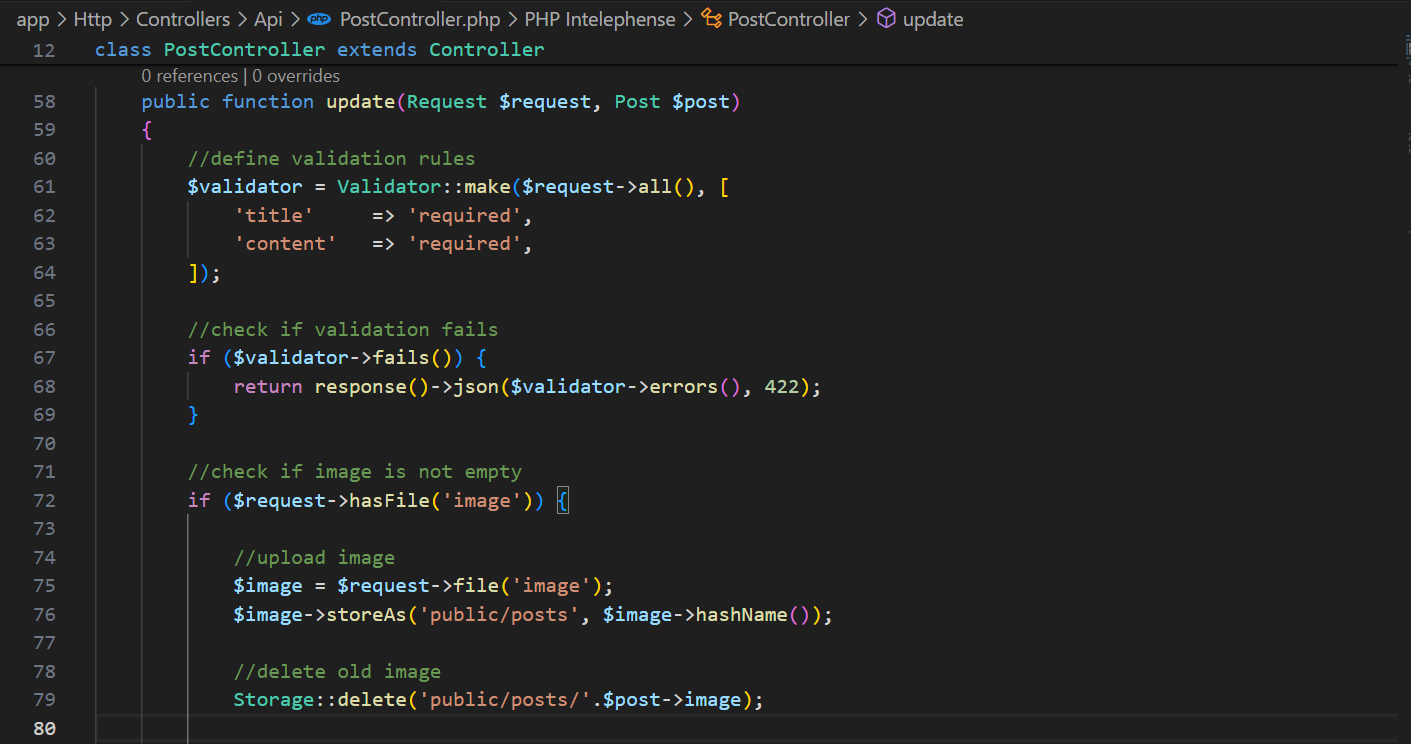 app > Http > Controllers > Api > php PostController.php > PHP Intelephense > PostController > update
12 class PostController extends Controller
0 references | 0 overrides
58 public function update(Request $request, Post $post)
59 {
60 //define validation rules
61 $validator = Validator::make($request->all(), [
62 'title'     => 'required',
63 'content'   => 'required',
64 ]);
65
66 //check if validation fails
67 if ($validator->fails()) {
68 return response()->json($validator->errors(), 422);
69 }
70
71 //check if image is not empty
72 if ($request->hasFile('image')) {
73
74 //upload image
75 $image = $request->file('image');
76 $image->storeAs('public/posts', $image->hashName());
77
78 //delete old image
79 Storage::delete('public/posts/'.$post->image);
80